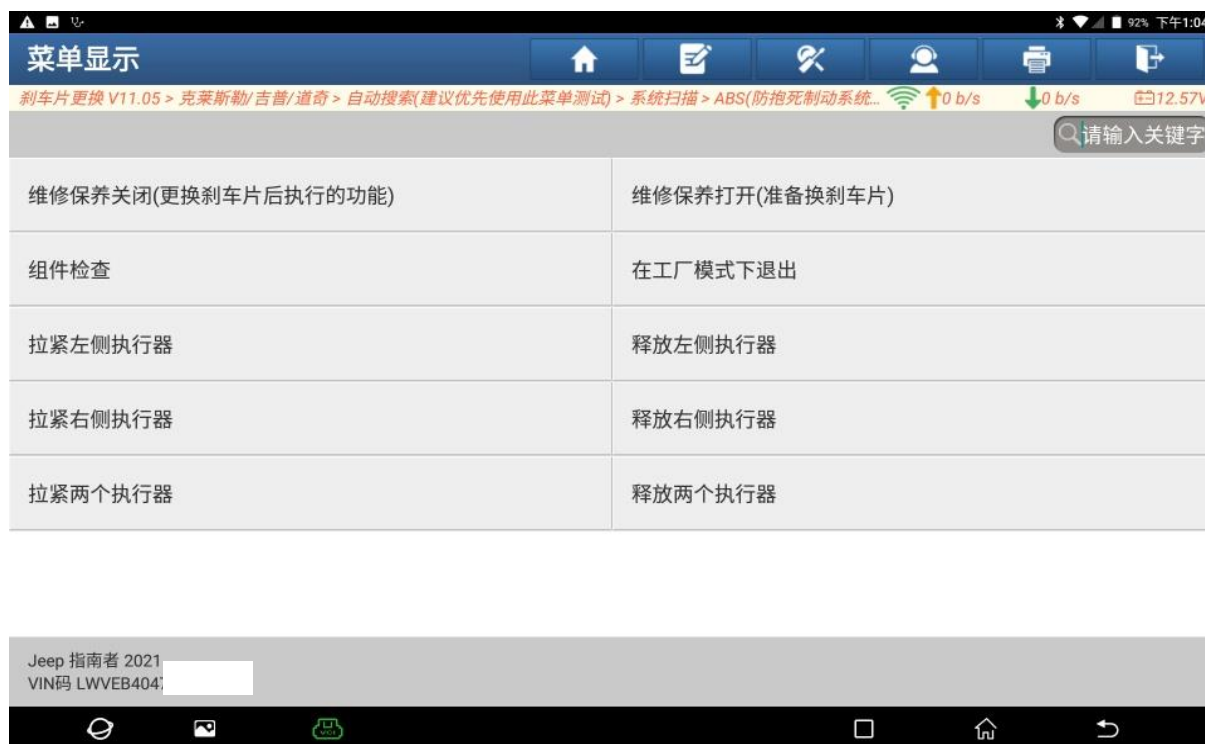 92% 下午1:04
菜单显示
刹车片更换 V11.05 > 克莱斯勒/吉普/道奇 > 自动搜索(建议优先使用此菜单测试) > 系统扫描 > ABS(防抱死制动系统... 0 b/s 0 b/s 12.57V
请输入关键字
维修保养关闭(更换刹车片后执行的功能) 维修保养打开(准备换刹车片)
组件检查 在工厂模式下退出
拉紧左侧执行器 释放左侧执行器
拉紧右侧执行器 释放右侧执行器
拉紧两个执行器 释放两个执行器
Jeep 指南者 2021
VIN码 LWVEB404
VCI